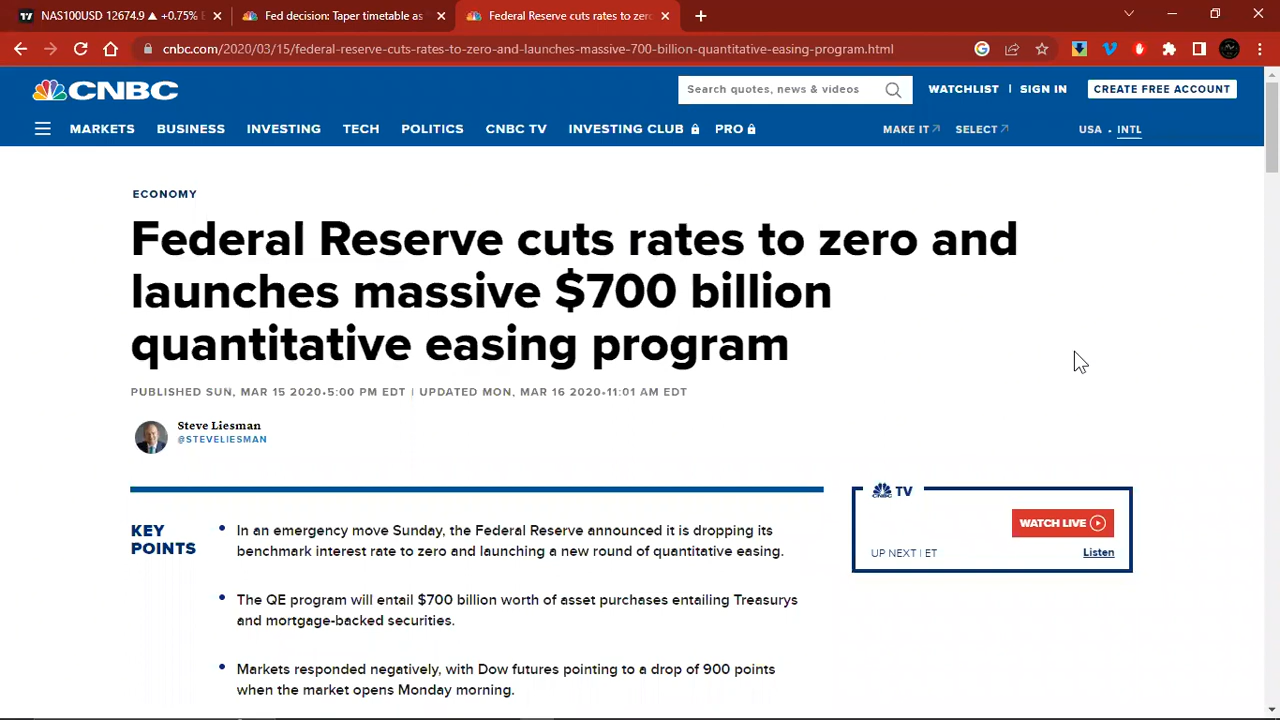 NAS100USD 12674.9 ▲ +0.75%
Fed decision: Taper timetable as
Federal Reserve cuts rates to zero
cnbc.com/2020/03/15/federal-reserve-cuts-rates-to-zero-and-launches-massive-700-billion-quantitative-easing-program.html
CNBC
Search quotes, news & videos
WATCHLIST | SIGN IN
CREATE FREE ACCOUNT
MARKETS BUSINESS INVESTING TECH POLITICS CNBC TV INVESTING CLUB PRO MAKE IT SELECT USA • INTL
ECONOMY
Federal Reserve cuts rates to zero and
launches massive $700 billion
quantitative easing program
PUBLISHED SUN, MAR 15 2020•5:00 PM EDT | UPDATED MON, MAR 16 2020•11:01 AM EDT
Steve Liesman
@STEVELIESMAN
KEY
POINTS
In an emergency move Sunday, the Federal Reserve announced it is dropping its
benchmark interest rate to zero and launching a new round of quantitative easing.
The QE program will entail $700 billion worth of asset purchases entailing Treasurys
and mortgage-backed securities.
Markets responded negatively, with Dow futures pointing to a drop of 900 points
when the market opens Monday morning.
CNBC TV
WATCH LIVE
UP NEXT | ET
Listen